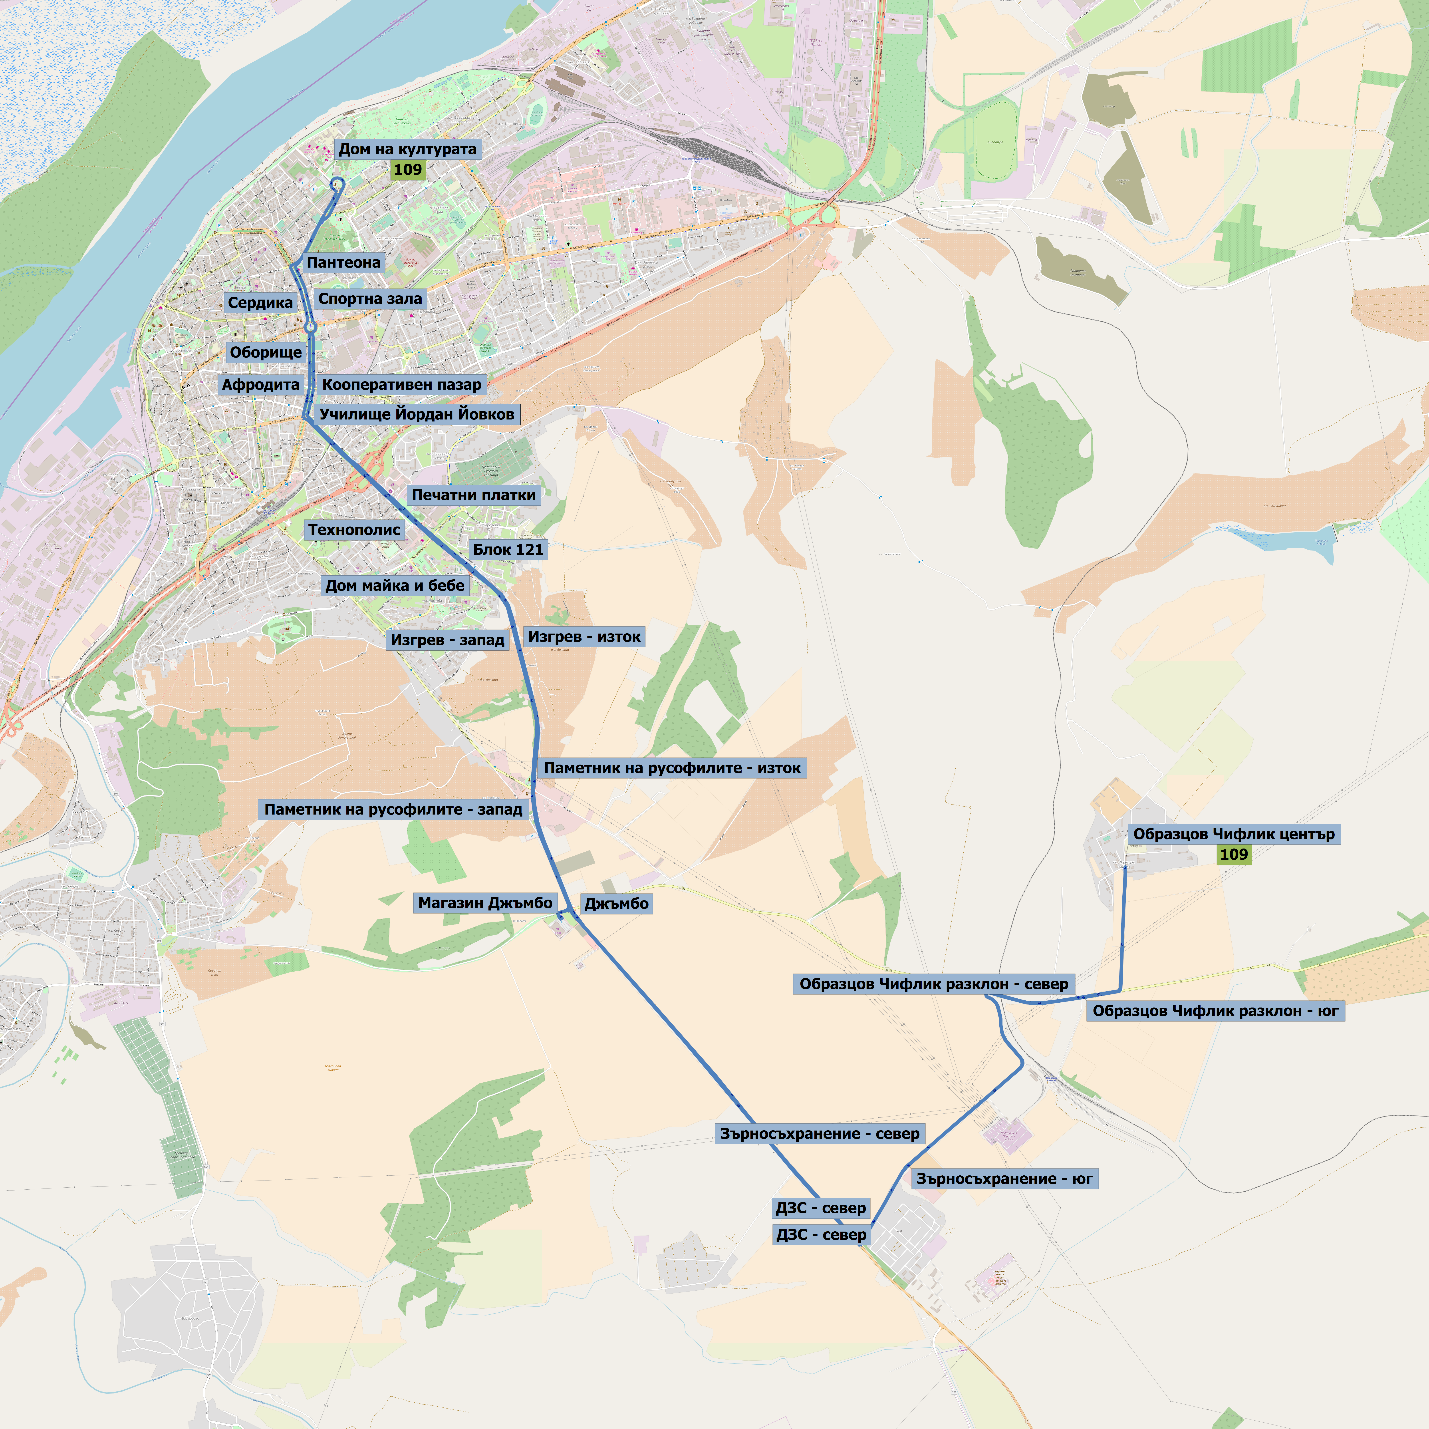 Дом на културата
109
Пантеона
Сердика
Спортна зала
Оборище
Афродита
Кооперативен пазар
Училище Йордан Йовков
Печатни платки
Технополис
Блок 121
Дом майка и бебе
Изгрев - запад
Изгрев - изток
Паметник на русофилите - изток
Паметник на русофилите - запад
Образцов Чифлик център
109
Магазин Джъмбо
Джъмбо
Образцов Чифлик разклон - север
Образцов Чифлик разклон - юг
Зърносъхранение - север
Зърносъхранение - юг
ДЗС - север
ДЗС - север